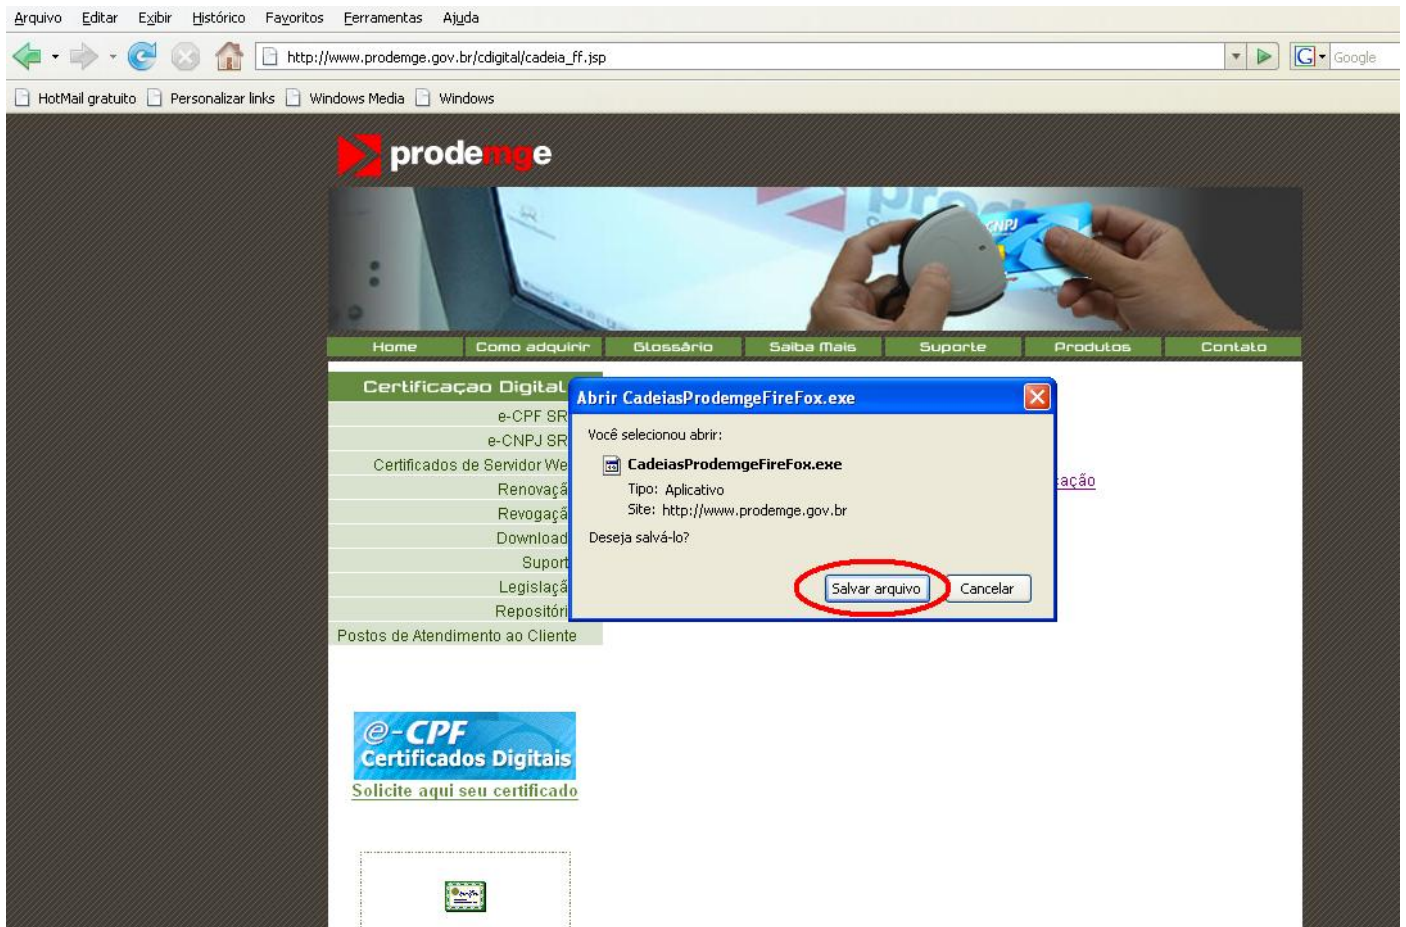 Arquivo Editar Exibir Histórico Favoritos Ferramentas Ajuda
http://www.prodemge.gov.br/cdigital/cadeia_ff.jsp
G Google
HotMail gratuito Personalizar links Windows Media Windows
prodemge
CNPJ
Home Como adquirir Glossário Saiba Mais Suporte Produtos Contato
Certificaçao Digital
e-CPF SR
e-CNPJ SR
Certificados de Servidor We
Renovaçã
Revogaçã
Download
Suport
Legislaçã
Repositóri
Postos de Atendimento ao Cliente
Abrir CadeiasProdemgeFireFox.exe
Você selecionou abrir:
CadeiasProdemgeFireFox.exe
Tipo: Aplicativo
Site: http://www.prodemge.gov.br
Deseja salvá-lo?
Salvar arquivo Cancelar
cação
e-CPF
Certificados Digitais
Solicite aqui seu certificado